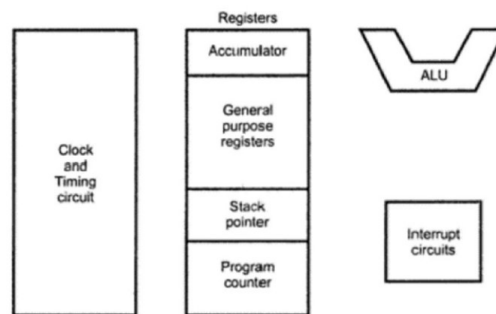 Registers
Accumulator
General
purpose
registers
Stack
pointer
Program
counter
Clock
and
Timing
circuit
ALU
Interrupt
circuits